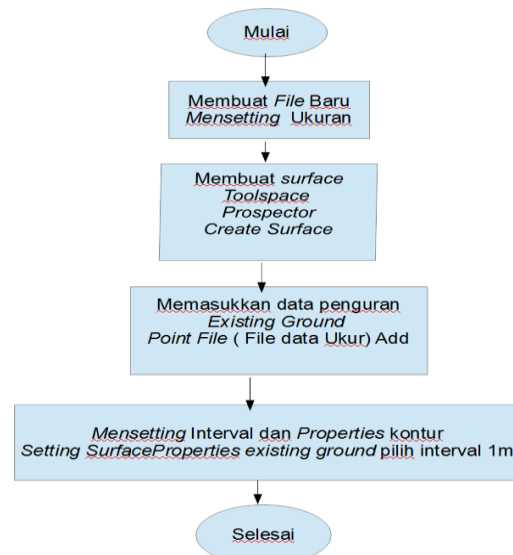 Mulai
Membuat File Baru
Mensetting Ukuran
Membuat surface
Toolspace
Prospector
Create Surface
Memasukkan data penguran
Existing Ground
Point File ( File data Ukur) Add
Mensetting Interval dan Properties kontur
Setting SurfaceProperties existing ground pilih interval 1m
Selesai